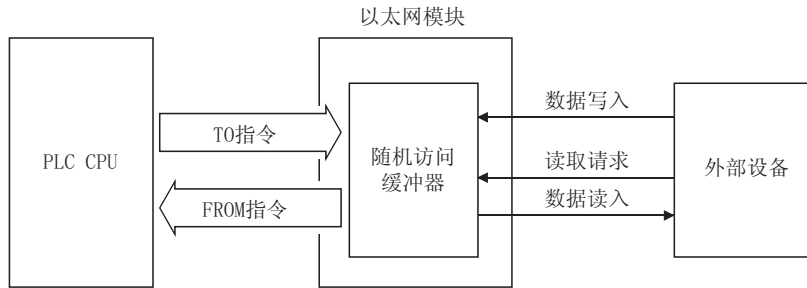 以太网模块
PLC CPU
TO指令
FROM指令
随机访问
缓冲器
数据写入
读取请求
数据读入
外部设备